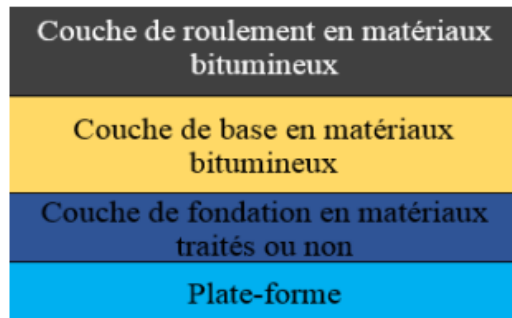 Couche de roulement en matériaux
bitumineux
Couche de base en matériaux
bitumineux
Couche de fondation en matériaux
traités ou non
Plate-forme